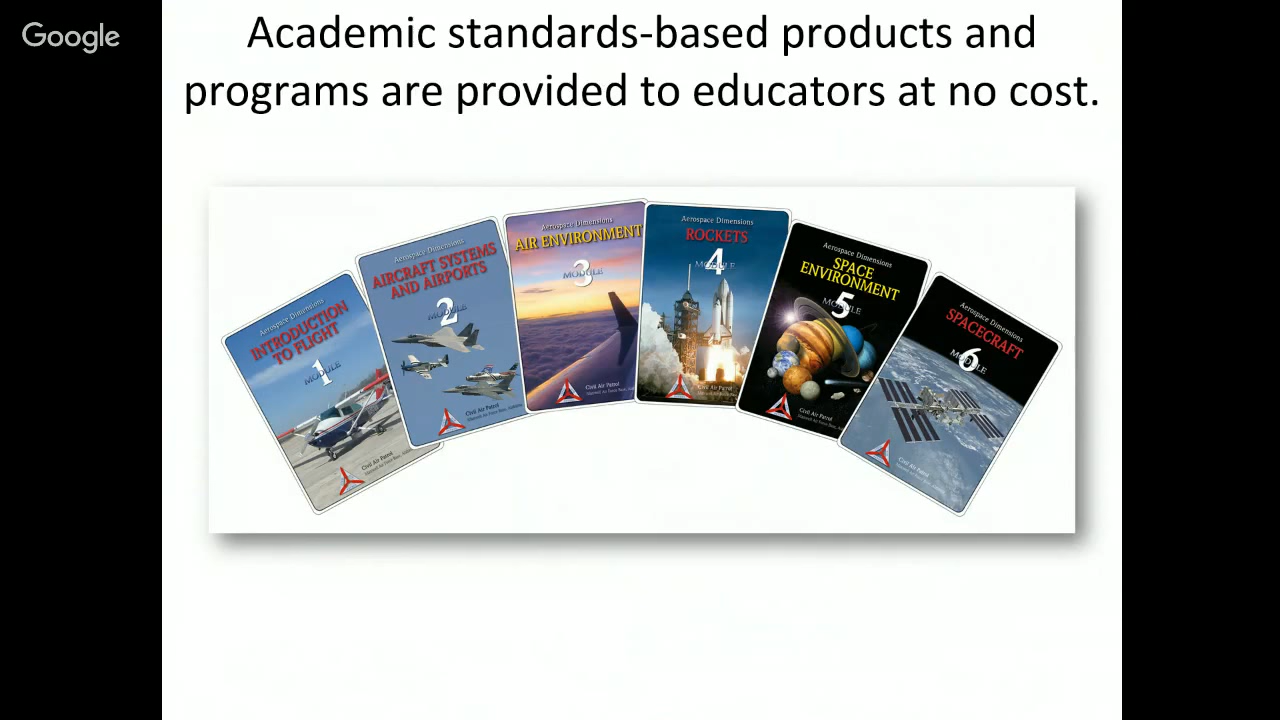 Google
Academic standards-based products and
programs are provided to educators at no cost.
Aerospace Dimensions
INTRODUCTION
TO FLIGHT
MODULE
1
Civil Air Patrol
Aerospace Dimensions
AIRCRAFT SYSTEMS
AND AIRPORTS
MODULE
2
Civil Air Patrol
Aerospace Dimensions
AIR ENVIRONMENT
MODULE
3
Civil Air Patrol
Aerospace Dimensions
ROCKETS
MODULE
4
Civil Air Patrol
Aerospace Dimensions
SPACE
ENVIRONMENT
MODULE
5
Civil Air Patrol
Aerospace Dimensions
SPACECRAFT
MODULE
6
Civil Air Patrol